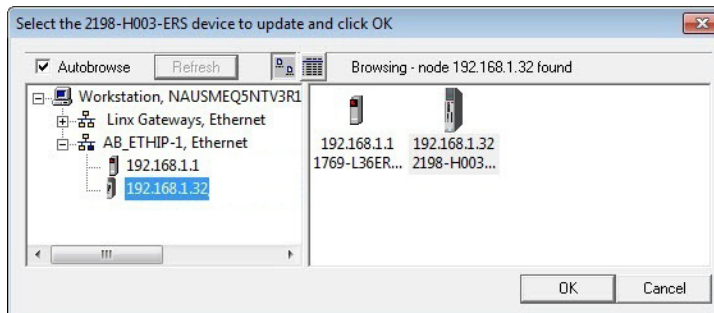 Select the 2198-H003-ERS device to update and click OK
Autobrowse
Refresh
Browsing - node 192.168.1.32 found
Workstation, NAUSMEQ5NTV3R1
Linx Gateways, Ethernet
AB_ETHIP-1, Ethernet
192.168.1.1
192.168.1.32
192.168.1.1
1769-L36ER...
192.168.1.32
2198-H003...
OK
Cancel